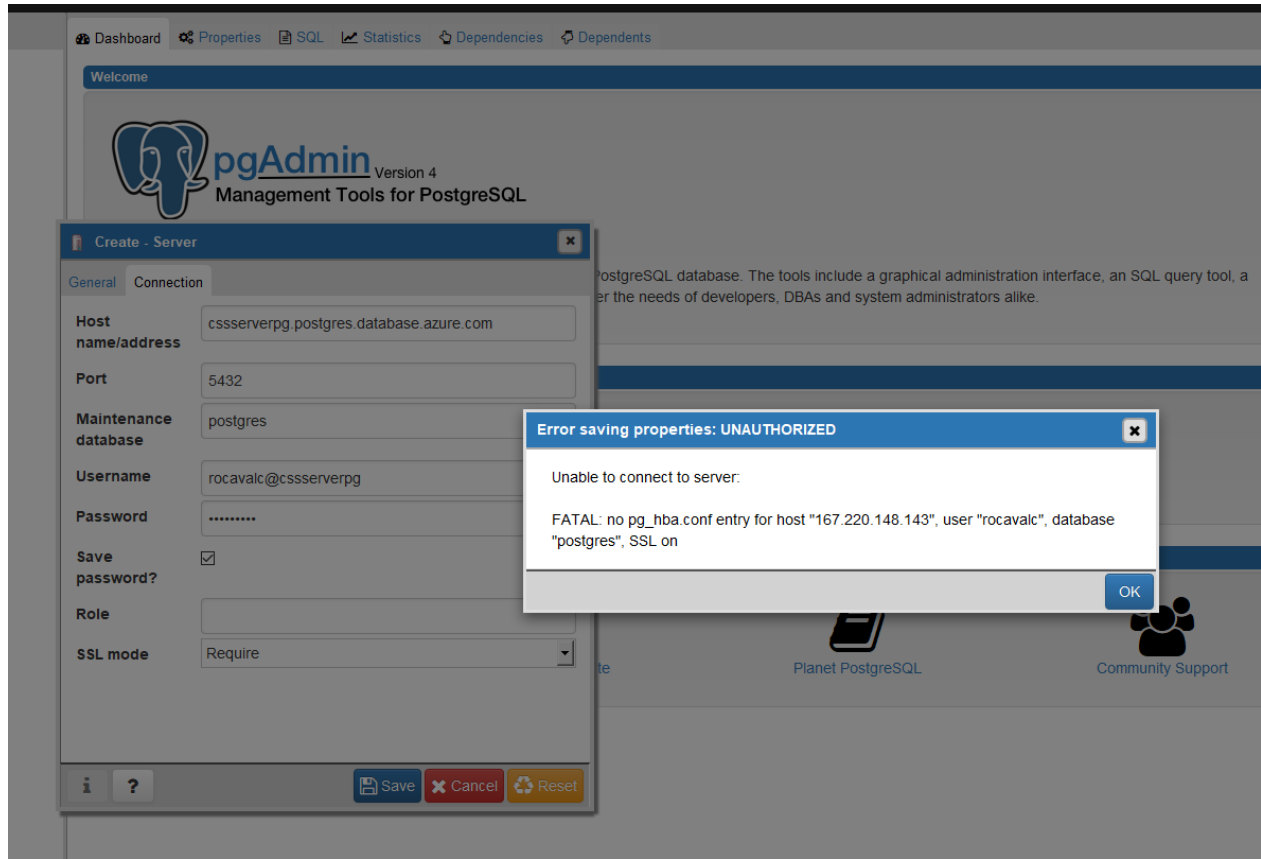 Dashboard Properties SQL Statistics Dependencies Dependents
Welcome
pgAdmin Version 4
Management Tools for PostgreSQL
Create - Server
General Connection
PostgreSQL database. The tools include a graphical administration interface, an SQL query tool, a
er the needs of developers, DBAs and system administrators alike.
Host
name/address
cssserverpg.postgres.database.azure.com
Port
5432
Maintenance
database
postgres
Username
rocavalc@cssserverpg
Password
•••••••••
Save
password?
Role
SSL mode
Require
Error saving properties: UNAUTHORIZED
Unable to connect to server:
FATAL: no pg_hba.conf entry for host "167.220.148.143", user "rocavalc", database
"postgres", SSL on
OK
te
Planet PostgreSQL
Community Support
i ? Save Cancel Reset